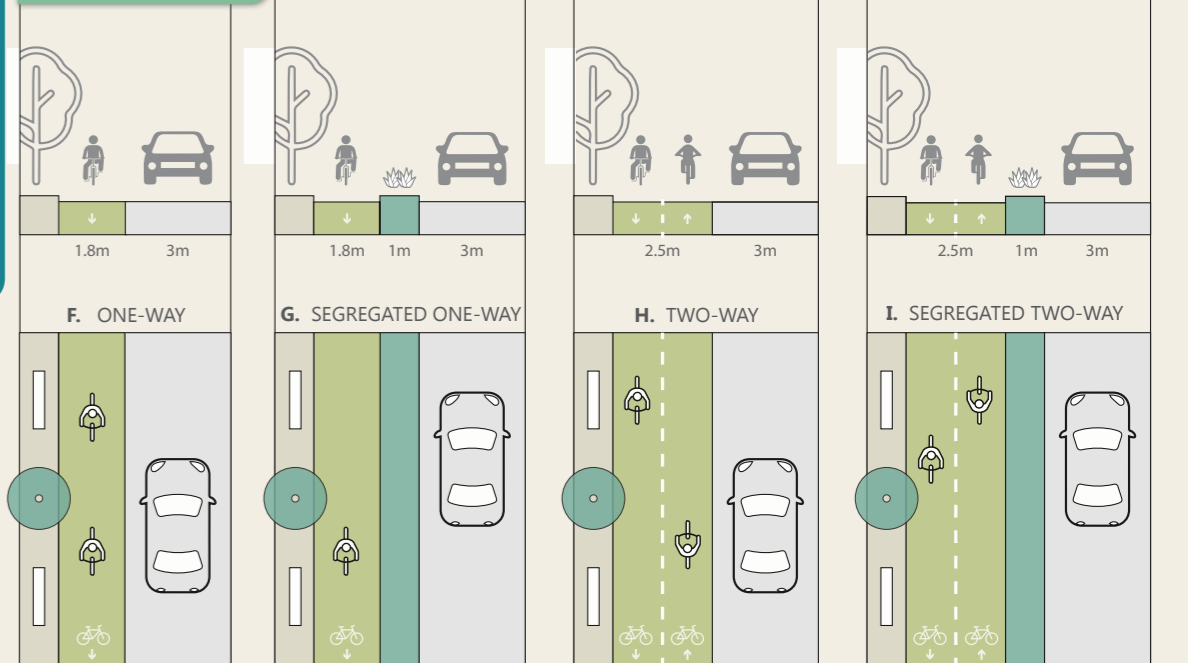 1.8m 3m
1.8m 1m 3m
2.5m 3m
2.5m 1m 3m
F. ONE-WAY
G. SEGREGATED ONE-WAY
H. TWO-WAY
I. SEGREGATED TWO-WAY